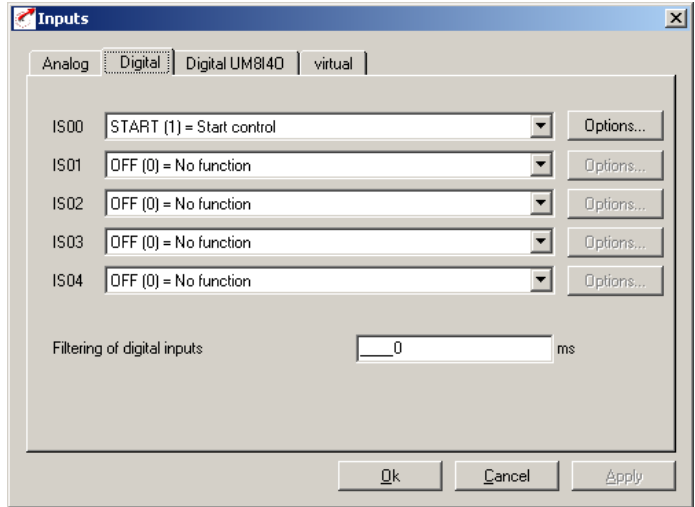 Inputs
Analog Digital Digital UM8I4O virtual
IS00 START (1) = Start control Options...
IS01 OFF (0) = No function Options...
IS02 OFF (0) = No function Options...
IS03 OFF (0) = No function Options...
IS04 OFF (0) = No function Options...
Filtering of digital inputs ____0 ms
Ok Cancel Apply